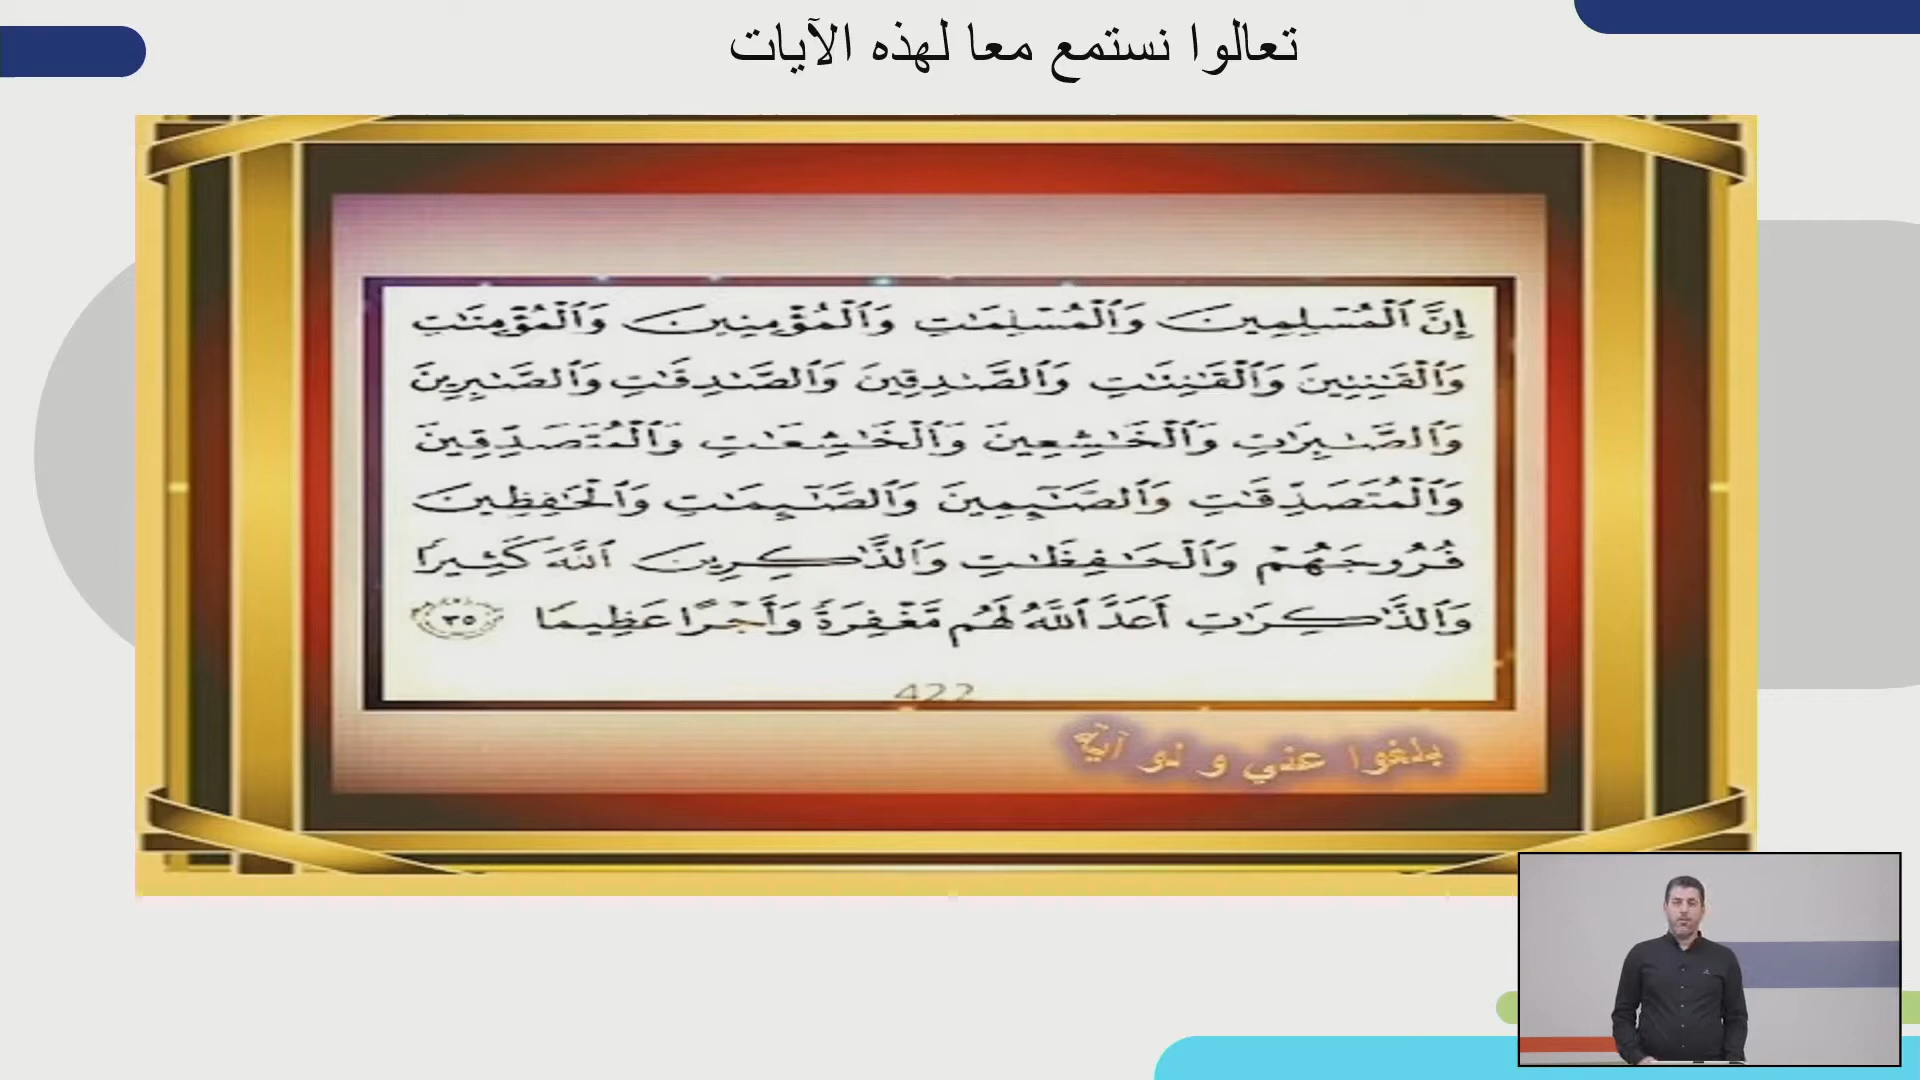 تعالوا نستمع معا لهذه الآيات
إِنَّ ٱلْمُسْلِمِينَ وَٱلْمُسْلِمَٰتِ وَٱلْمُؤْمِنِينَ وَٱلْمُؤْمِنَٰتِ
وَٱلْقَٰنِتِينَ وَٱلْقَٰنِتَٰتِ وَٱلصَّٰدِقِينَ وَٱلصَّٰدِقَٰتِ وَٱلصَّٰبِرِينَ
وَٱلصَّٰبِرَٰتِ وَٱلْخَٰشِعِينَ وَٱلْخَٰشِعَٰتِ وَٱلْمُتَصَدِّقِينَ
وَٱلْمُتَصَدِّقَٰتِ وَٱلصَّٰٓئِمِينَ وَٱلصَّٰٓئِمَٰتِ وَٱلْحَٰفِظِينَ
فُرُوجَهُمْ وَٱلْحَٰفِظَٰتِ وَٱلذَّٰكِرِينَ ٱللَّهَ كَثِيرًا
وَٱلذَّٰكِرَٰتِ أَعَدَّ ٱللَّهُ لَهُم مَّغْفِرَةً وَأَجْرًا عَظِيمًا ٣٥
422
بلغوا عني و لو آية